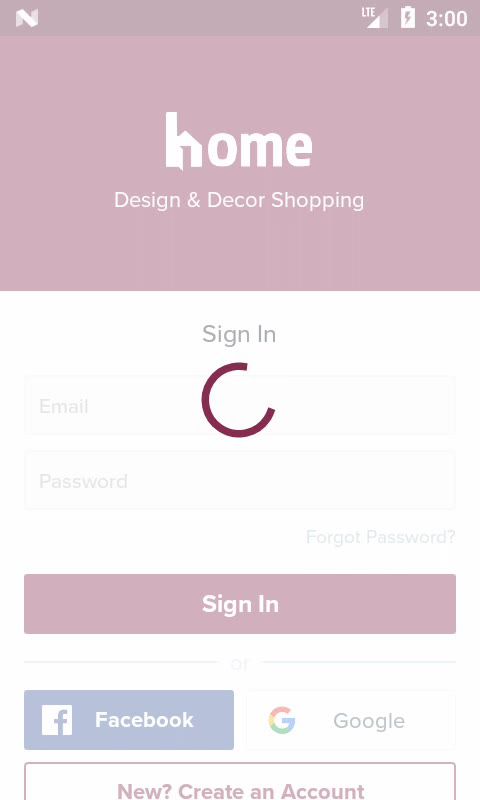 LTE
3:00
home
Design & Decor Shopping
Sign In
Email
Password
Forgot Password?
Sign In
or
Facebook
Google
New? Create an Account